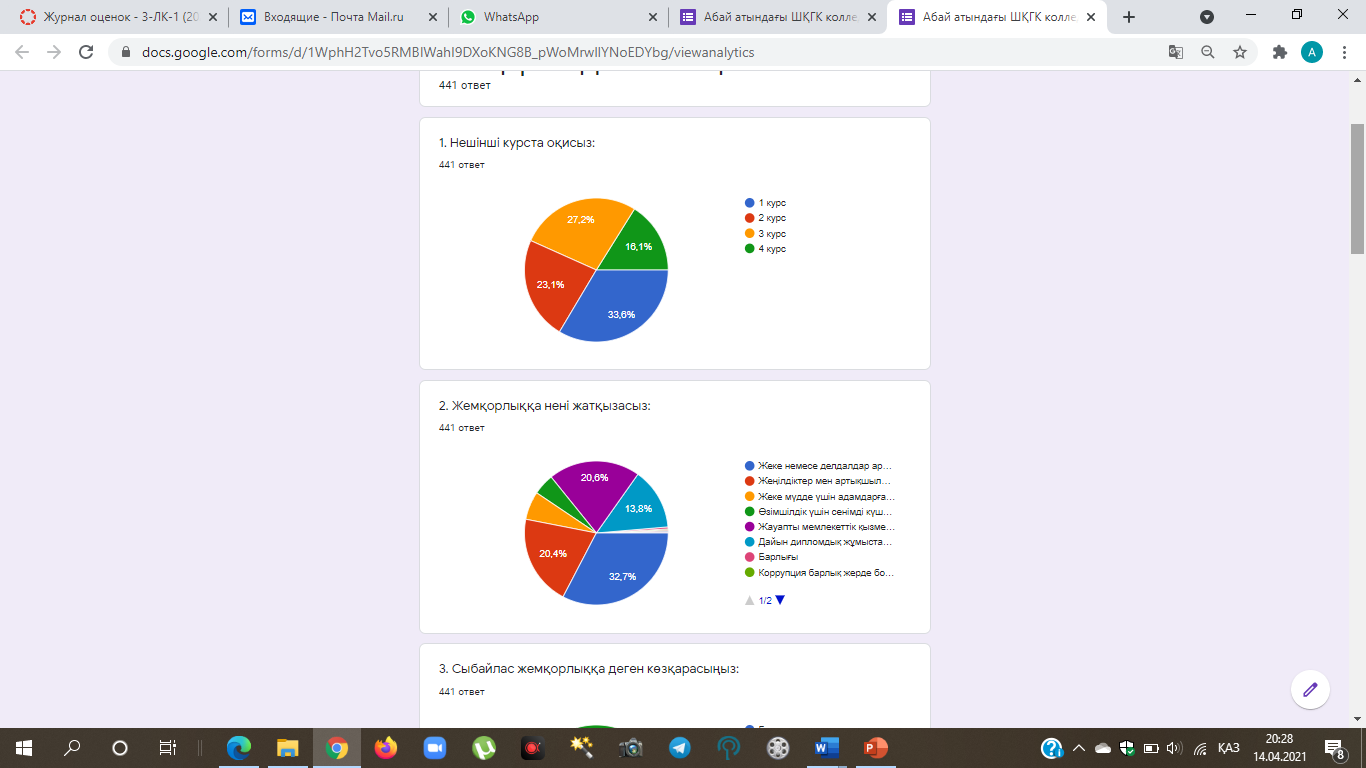 Журнал оценок - 3-ЛК-1 (20
Входящие - Почта Mail.ru
WhatsApp
Абай атындағы ШҚГК колле
Абай атындағы ШҚГК колле
docs.google.com/forms/d/1WphH2Tvo5RMBIWahI9DXoKNG8B_pWoMrwIlYNoEDYbg/viewanalytics
A
441 ответ
1. Нешінші курста оқисыз:
441 ответ
27,2%
16,1%
23,1%
33,6%
1 курс
2 курс
3 курс
4 курс
2. Жемқорлыққа нені жатқызасыз:
441 ответ
20,6%
13,8%
20,4%
32,7%
Жеке немесе делдалдар ар...
Жеңілдіктер мен артықшыл...
Жеке мүдде үшін адамдарға...
Өзімшілдік үшін сенімді күш...
Жауапты мемлекеттік қызме...
Дайын дипломдық жұмыста...
Барлығы
Коррупция барлық жерде бо...
1/2
3. Сыбайлас жемқорлыққа деген көзқарасыңыз:
441 ответ
ҚАЗ
20:28
14.04.2021
8